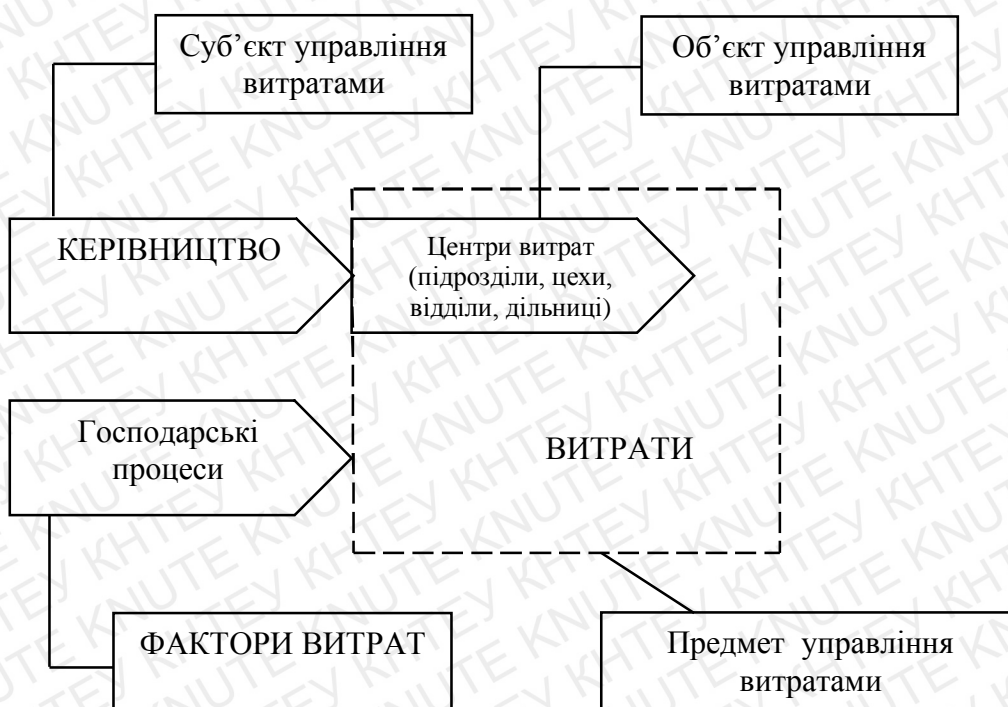 Суб’єкт управління
витратами
Об’єкт управління
витратами
КЕРІВНИЦТВО
Центри витрат
(підрозділи, цехи,
відділи, дільниці)
Господарські
процеси
ВИТРАТИ
ФАКТОРИ ВИТРАТ
Предмет управління
витратами